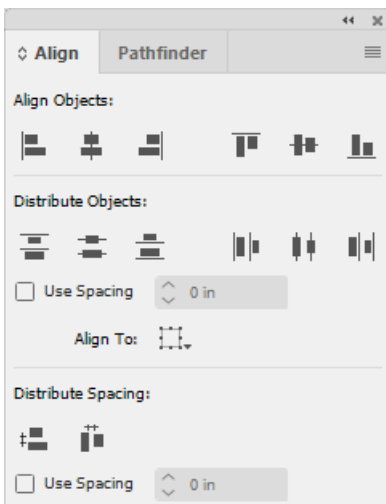 Align Pathfinder
Align Objects:
Distribute Objects:
Use Spacing 0 in
Align To:
Distribute Spacing:
Use Spacing 0 in